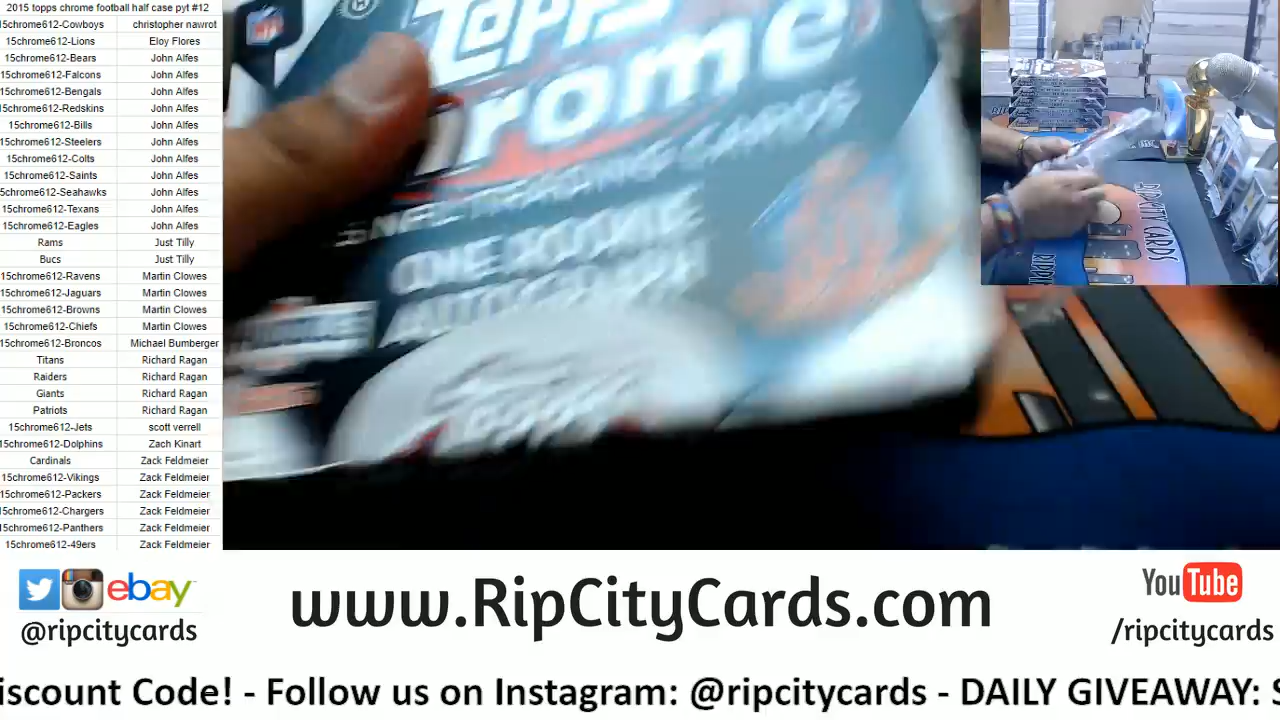 2015 topps chrome football half case pyt #12
15chrome612-Cowboys christopher nawrot
15chrome612-Lions Eloy Flores
15chrome612-Bears John Alfes
15chrome612-Falcons John Alfes
15chrome612-Bengals John Alfes
15chrome612-Redskins John Alfes
15chrome612-Bills John Alfes
15chrome612-Steelers John Alfes
15chrome612-Colts John Alfes
15chrome612-Saints John Alfes
15chrome612-Seahawks John Alfes
15chrome612-Texans John Alfes
15chrome612-Eagles John Alfes
Rams Just Tilly
Bucs Just Tilly
15chrome612-Ravens Martin Clowes
15chrome612-Jaguars Martin Clowes
15chrome612-Browns Martin Clowes
15chrome612-Chiefs Martin Clowes
15chrome612-Broncos Michael Bumberger
Titans Richard Ragan
Raiders Richard Ragan
Giants Richard Ragan
Patriots Richard Ragan
15chrome612-Jets scott verrell
15chrome612-Dolphins Zach Kinart
Cardinals Zack Feldmeier
15chrome612-Vikings Zack Feldmeier
15chrome612-Packers Zack Feldmeier
15chrome612-Chargers Zack Feldmeier
15chrome612-Panthers Zack Feldmeier
15chrome612-49ers Zack Feldmeier
Topps
Chrome
NFL TRADING CARDS
ONE ROOKIE
AUTOGRAPH
RIP CITY CARDS
ebay
@ripcitycards
www.RipCityCards.com
YouTube
/ripcitycards
iscount Code! - Follow us on Instagram: @ripcitycards - DAILY GIVEAWAY: S